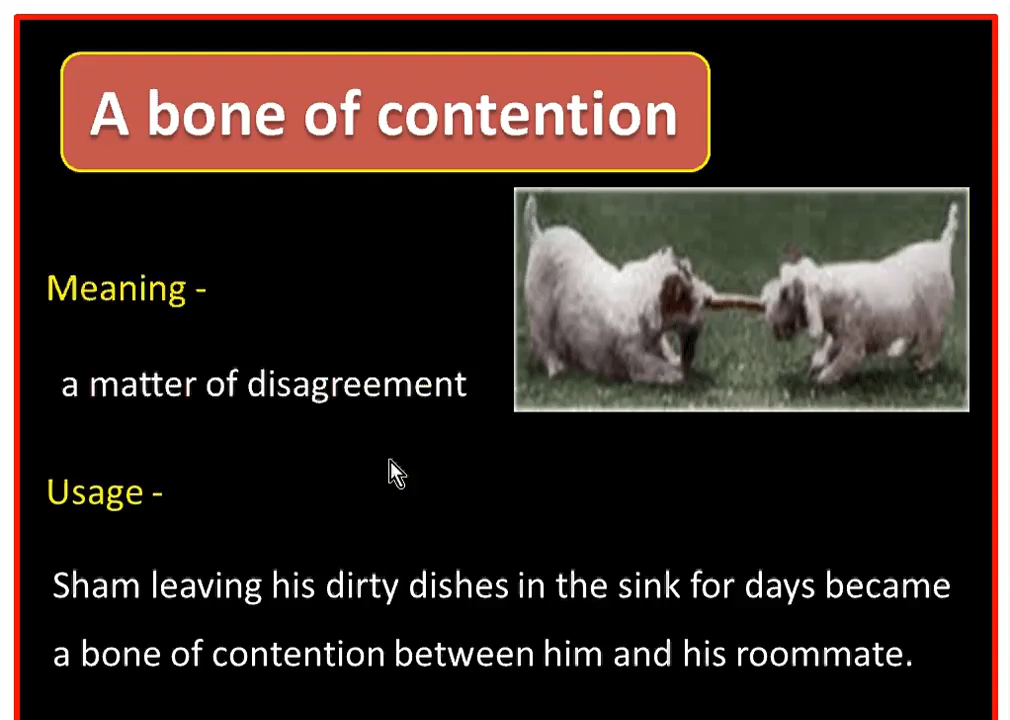 A bone of contention
Meaning -
a matter of disagreement
Usage -
Sham leaving his dirty dishes in the sink for days became
a bone of contention between him and his roommate.